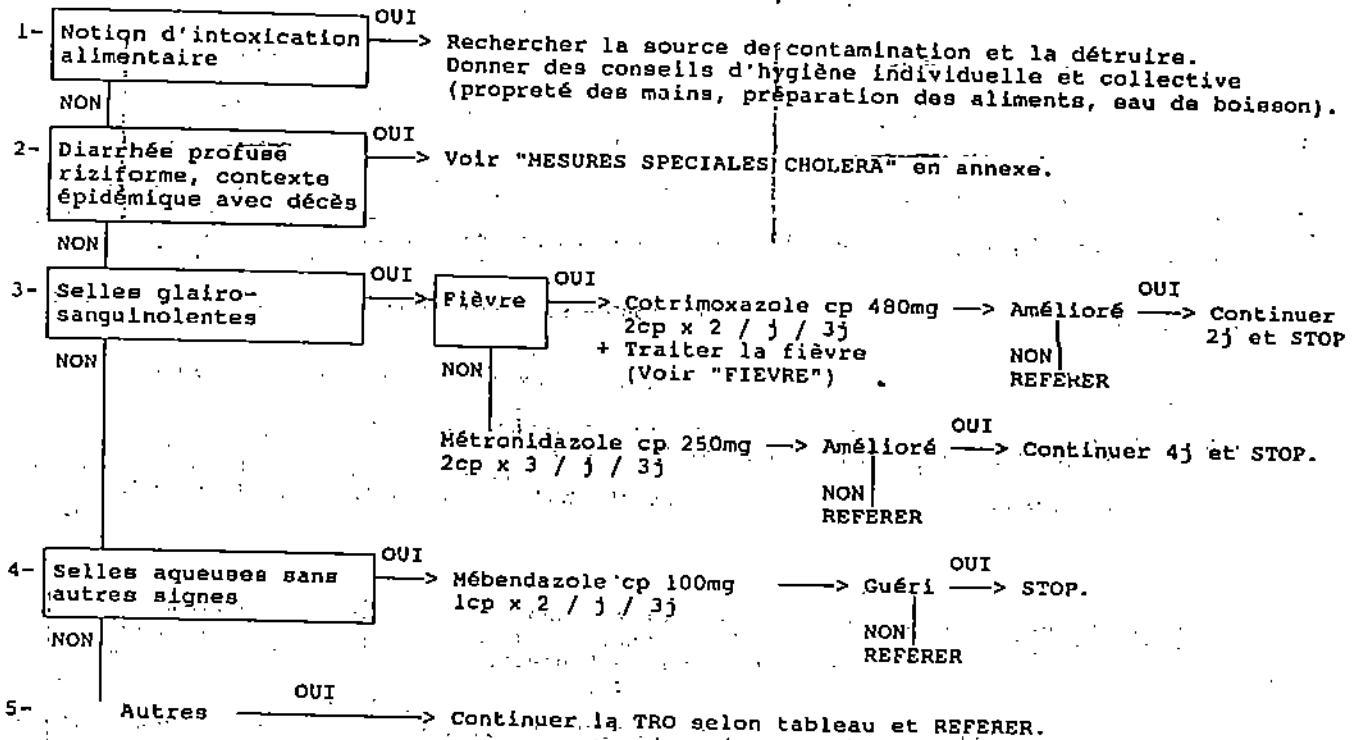 1- Notion d'intoxication alimentaire OUI
—> Rechercher la source de contamination et la détruire.
Donner des conseils d'hygiène individuelle et collective
(propreté des mains, préparation des aliments, eau de boisson).
NON
2- Diarrhée profuse riziforme, contexte épidémique avec décès OUI
—> Voir "MESURES SPECIALES CHOLERA" en annexe.
NON
3- Selles glairo-sanguinolentes OUI
—> Fièvre OUI
—> Cotrimoxazole cp 480mg —> Amélioré OUI —> Continuer
2cp x 2 / j / 3j
2j et STOP
+ Traiter la fièvre
(Voir "FIEVRE")
NON
REFERER
NON
Métronidazole cp 250mg —> Amélioré OUI —> Continuer 4j et STOP.
2cp x 3 / j / 3j
NON
REFERER
NON
4- Selles aqueuses sans autres signes OUI
—> Mébendazole cp 100mg —> Guéri OUI —> STOP.
1cp x 2 / j / 3j
NON
REFERER
NON
5- Autres OUI —> Continuer la TRO selon tableau et REFERER.